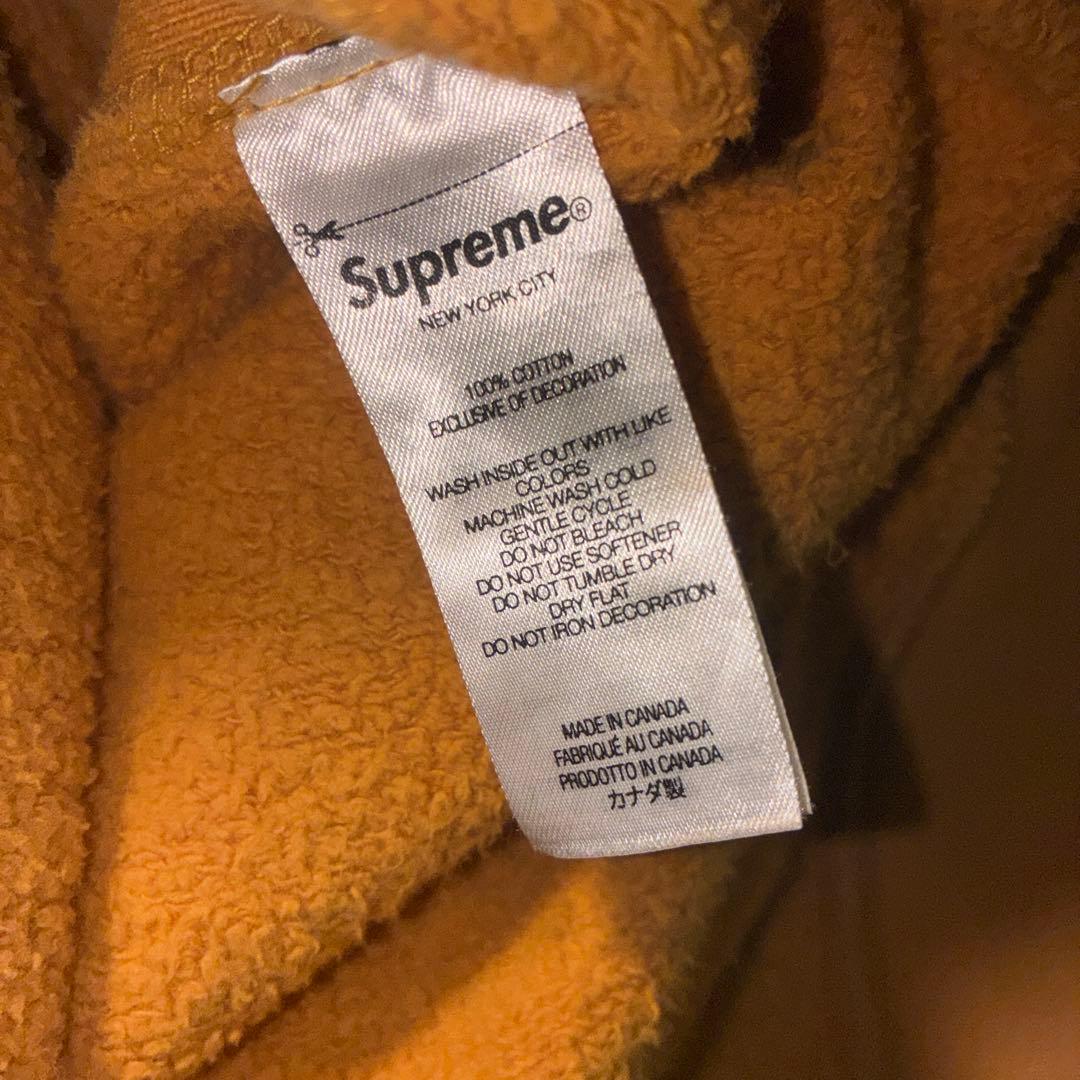 Supreme®
NEW YORK CITY
100% COTTON
EXCLUSIVE OF DECORATION
WASH INSIDE OUT WITH LIKE
COLORS
MACHINE WASH COLD
GENTLE CYCLE
DO NOT BLEACH
DO NOT USE SOFTENER
DO NOT TUMBLE DRY
DRY FLAT
DO NOT IRON DECORATION
MADE IN CANADA
FABRIQUÉ AU CANADA
PRODOTTO IN CANADA
カナダ製